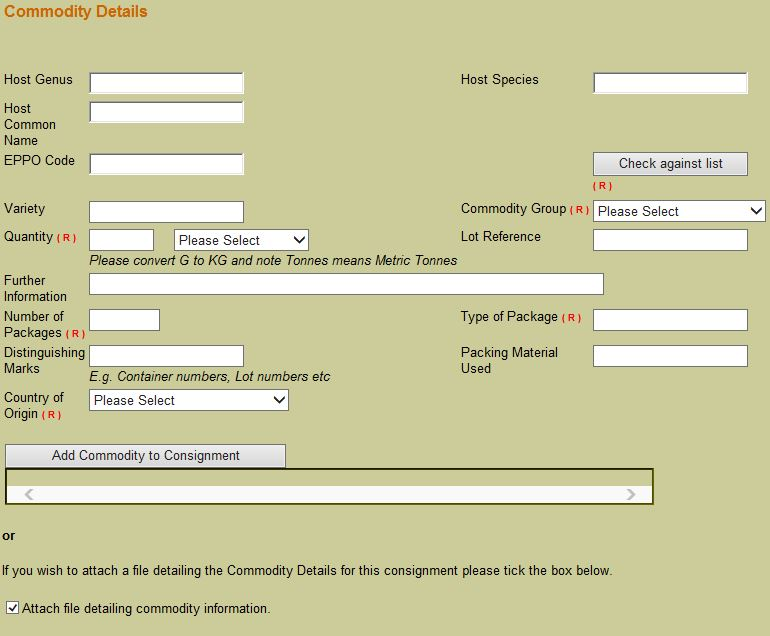 Commodity Details
Host Genus
Host Species
Host
Common
Name
EPPO Code
Check against list
( R )
Variety
Commodity Group ( R )
Please Select
Quantity ( R )
Please Select
Lot Reference
Please convert G to KG and note Tonnes means Metric Tonnes
Further
Information
Number of
Packages ( R )
Type of Package ( R )
Distinguishing
Marks
Packing Material
Used
E.g. Container numbers, Lot numbers etc
Country of
Origin ( R )
Please Select
Add Commodity to Consignment
or
If you wish to attach a file detailing the Commodity Details for this consignment please tick the box below.
Attach file detailing commodity information.